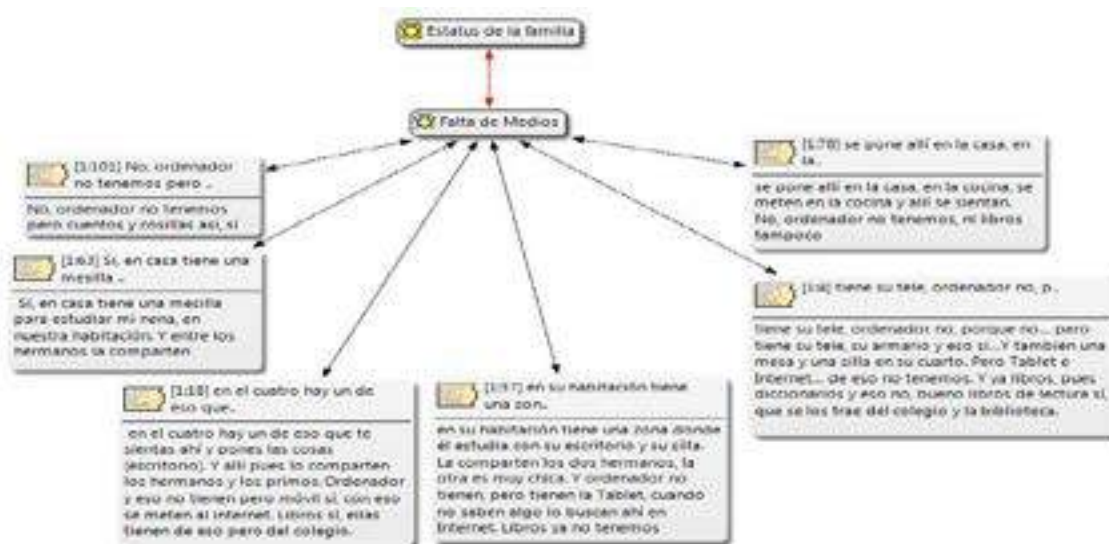 Estatus de la familia
Falta de Medios
[1:101] No, ordenador
no tenemos pero ..
No, ordenador no tenemos
pero cuentos y cosillas asi, si
[1:63] Sí, en casa tiene una
mesilla ..
Sí, en casa tiene una mesilla
para estudiar mi nena, en
nuestra habitación. Y entre los
hermanos la comparten
[1:18] en el cuatro hay un de
eso que..
en el cuatro hay un de eso que te
sientas ahí y pones las cosas
(escritorio). Y allí pues lo comparten
los hermanos y los primos. Ordenador
y eso no tienen pero móvil sí, con eso
se meten al internet. Libros sí, ellas
tienen de eso pero del colegio.
en su habitación tiene
una zon..
en su habitación tiene una zona donde
él estudia con su escritorio y su silla.
La comparten los dos hermanos, la
otra es muy chica. Y ordenador no
tienen, pero tienen la Tablet, cuando
no saben algo lo buscan ahí en
Internet. Libros ya no tenemos
se pone allí en la casa, en
la..
se pone allí en la casa, en la cocina, se
meten en la cocina y allí se sientan.
No, ordenador no tenemos, ni libros
tampoco
tiene su tele, ordenador no, p..
tiene su tele, ordenador no, porque no... pero
tiene su tele, su armario y eso sí...Y también una
mesa y una silla en su cuarto. Pero Tablet e
Internet... de eso no tenemos. Y ya libros, pues
diccionarios y eso no, bueno libros de lectura sí,
que se los trae del colegio y la biblioteca.